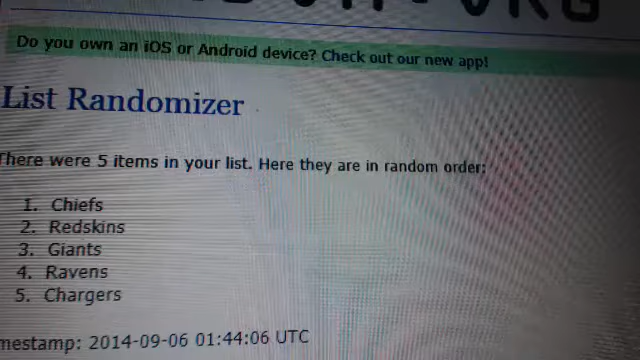 Do you own an iOS or Android device? Check out our new app!
List Randomizer
There were 5 items in your list. Here they are in random order:
1. Chiefs
2. Redskins
3. Giants
4. Ravens
5. Chargers
mestamp: 2014-09-06 01:44:06 UTC